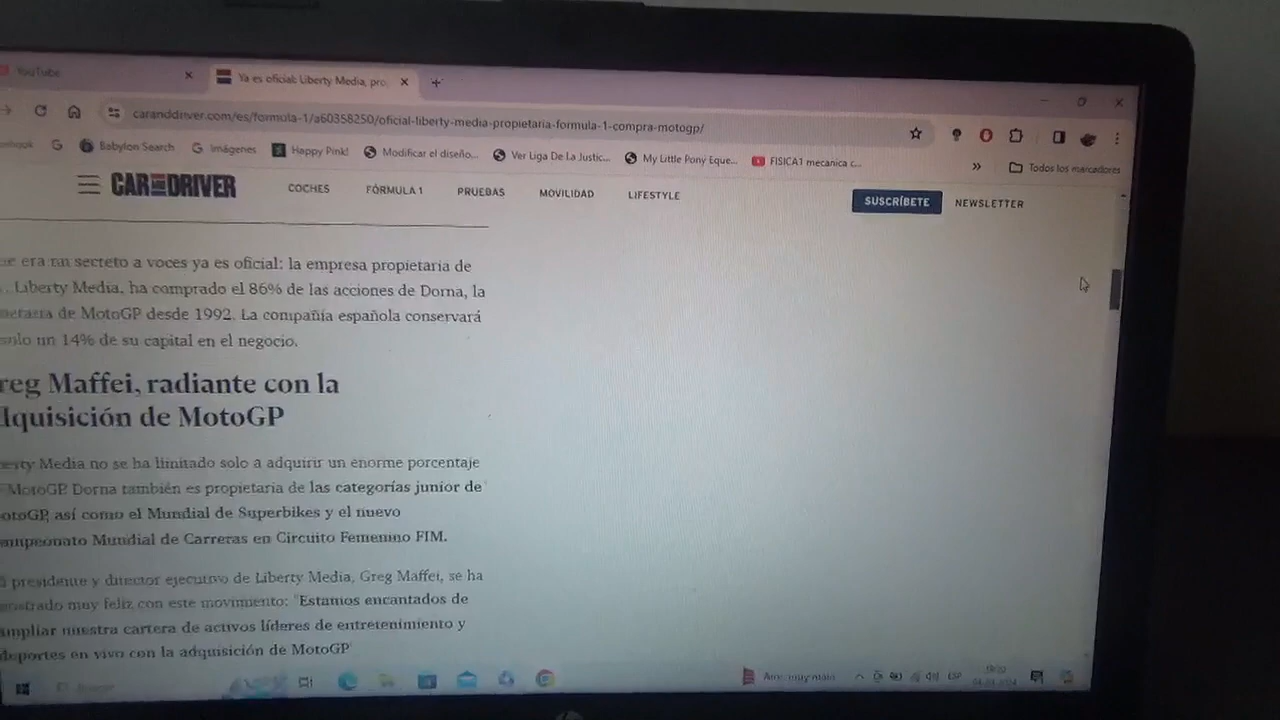 YouTube
Ya es oficial: Liberty Media, pro
caranddriver.com/es/formula-1/a60358250/oficial-liberty-media-propietaria-formula-1-compra-motogp/
Babylon Search
Imágenes
Happy Pink!
Modificar el diseño...
Ver Liga De La Justic...
My Little Pony Eque...
FISICA1 mecanica c...
»
Todos los marcadores
CAR AND DRIVER
COCHES
FÓRMULA 1
PRUEBAS
MOVILIDAD
LIFESTYLE
SUSCRÍBETE
NEWSLETTER
era un secreto a voces ya es oficial: la empresa propietaria de
Liberty Media, ha comprado el 86% de las acciones de Dorna, la
de MotoGP desde 1992. La compañía española conservará
un 14% de su capital en el negocio.
reg Maffei, radiante con la
dquisición de MotoGP
erty Media no se ha limitado solo a adquirir un enorme porcentaje
MotoGP. Dorna también es propietaria de las categorías junior de
otoGP, así como el Mundial de Superbikes y el nuevo
ampeonato Mundial de Carreras en Circuito Femenino FIM.
presidente y director ejecutivo de Liberty Media, Greg Maffei, se ha
muy feliz con este movimiento: "Estamos encantados de
ampliar nuestra cartera de activos líderes de entretenimiento y
deportes en vivo con la adquisición de MotoGP
Aire: muy malo
ESP